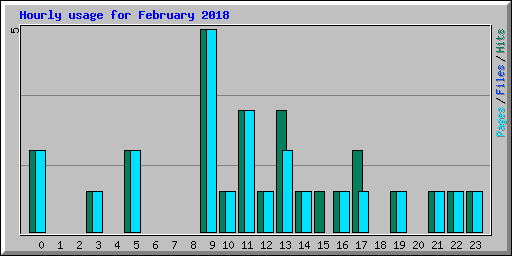 Hourly usage for February 2018
5
Pages/Files/Hits
0 1 2 3 4 5 6 7 8 9 10 11 12 13 14 15 16 17 18 19 20 21 22 23